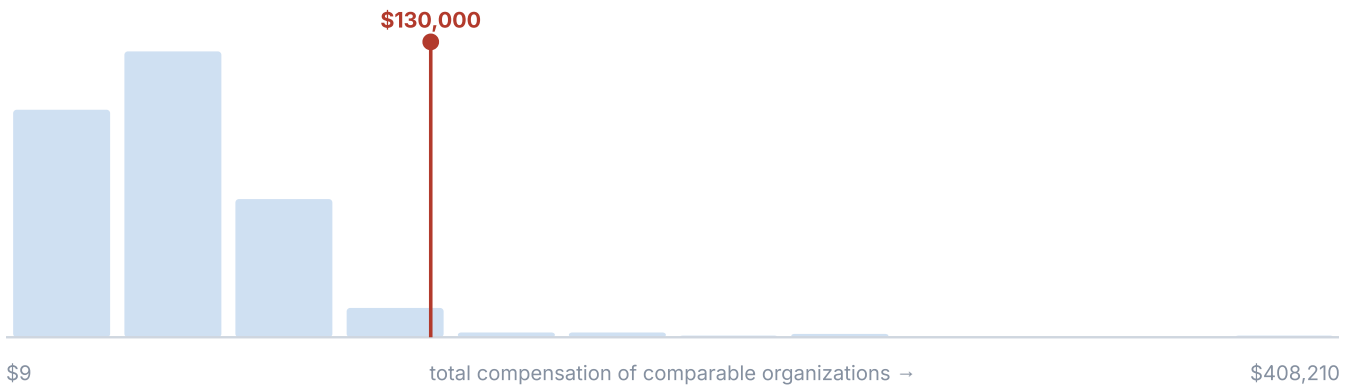 $130,000
$9 total compensation of comparable organizations → $408,210